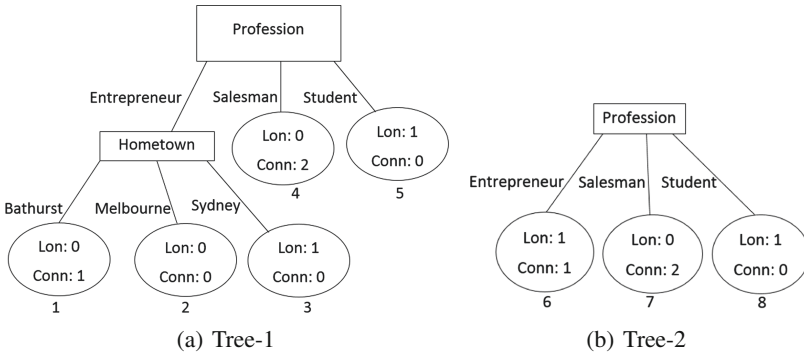 Profession
Entrepreneur Salesman Student
Hometown
Lon: 0
Conn: 2
4
Lon: 1
Conn: 0
5
Bathurst Melbourne Sydney
Lon: 0
Conn: 1
1
Lon: 0
Conn: 0
2
Lon: 1
Conn: 0
3
(a) Tree-1
Profession
Entrepreneur Salesman Student
Lon: 1
Conn: 1
6
Lon: 0
Conn: 2
7
Lon: 1
Conn: 0
8
(b) Tree-2